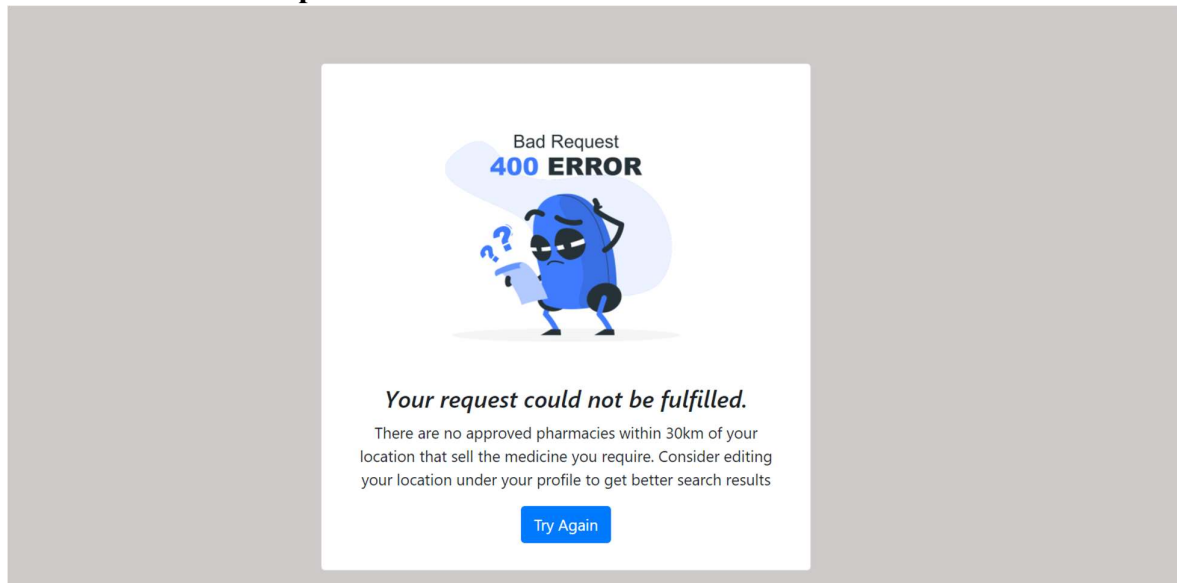 Bad Request
400 ERROR
??
?
Your request could not be fulfilled.
There are no approved pharmacies within 30km of your
location that sell the medicine you require. Consider editing
your location under your profile to get better search results
Try Again